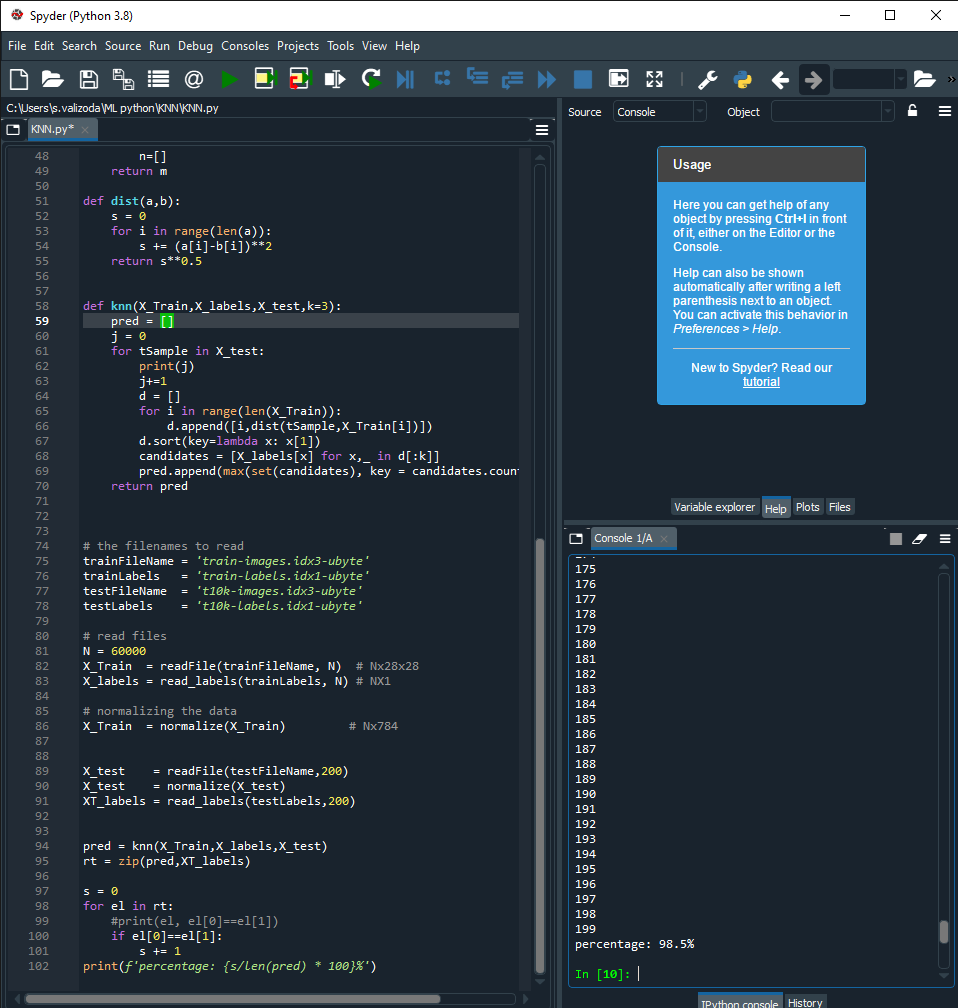 Spyder (Python 3.8)
File Edit Search Source Run Debug Consoles Projects Tools View Help
C:\Users\s.valizoda\ML python\KNN\KNN.py
KNN.py*
48         n=[]
49     return m
50
51 def dist(a,b):
52     s = 0
53     for i in range(len(a)):
54         s += (a[i]-b[i])**2
55     return s**0.5
56
57
58 def knn(X_Train,X_labels,X_test,k=3):
59     pred = []
60     j = 0
61     for tSample in X_test:
62         print(j)
63         j+=1
64         d = []
65         for i in range(len(X_Train)):
66             d.append([i,dist(tSample,X_Train[i])])
67         d.sort(key=lambda x: x[1])
68         candidates = [X_labels[x] for x,_ in d[:k]]
69         pred.append(max(set(candidates), key = candidates.coun
70     return pred
71
72
73
74 # the filenames to read
75 trainFileName = 'train-images.idx3-ubyte'
76 trainLabels   = 'train-labels.idx1-ubyte'
77 testFileName  = 't10k-images.idx3-ubyte'
78 testLabels    = 't10k-labels.idx1-ubyte'
79
80 # read files
81 N = 60000
82 X_Train  = readFile(trainFileName, N)  # Nx28x28
83 X_labels = read_labels(trainLabels, N) # NX1
84
85 # normalizing the data
86 X_Train  = normalize(X_Train)         # Nx784
87
88
89 X_test    = readFile(testFileName,200)
90 X_test    = normalize(X_test)
91 XT_labels = read_labels(testLabels,200)
92
93
94 pred = knn(X_Train,X_labels,X_test)
95 rt = zip(pred,XT_labels)
96
97 s = 0
98 for el in rt:
99     #print(el, el[0]==el[1])
100     if el[0]==el[1]:
101         s += 1
102 print(f'percentage: {s/len(pred) * 100}%')
Source Console Object
Usage
Here you can get help of any
object by pressing Ctrl+I in front
of it, either on the Editor or the
Console.
Help can also be shown
automatically after writing a left
parenthesis next to an object.
You can activate this behavior in
Preferences > Help.
New to Spyder? Read our
tutorial
Variable explorer Help Plots Files
Console 1/A
175
176
177
178
179
180
181
182
183
184
185
186
187
188
189
190
191
192
193
194
195
196
197
198
199
percentage: 98.5%
In [10]:
IPython console History